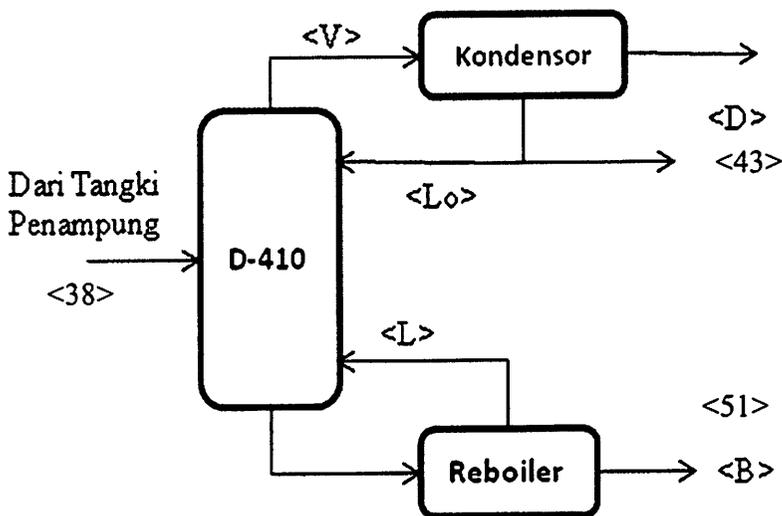 <V>
Kondensor
<D>
<43>
<Lo>
Dari Tangki
Penampung
<38>
D-410
<L>
<51>
Reboiler
<B>